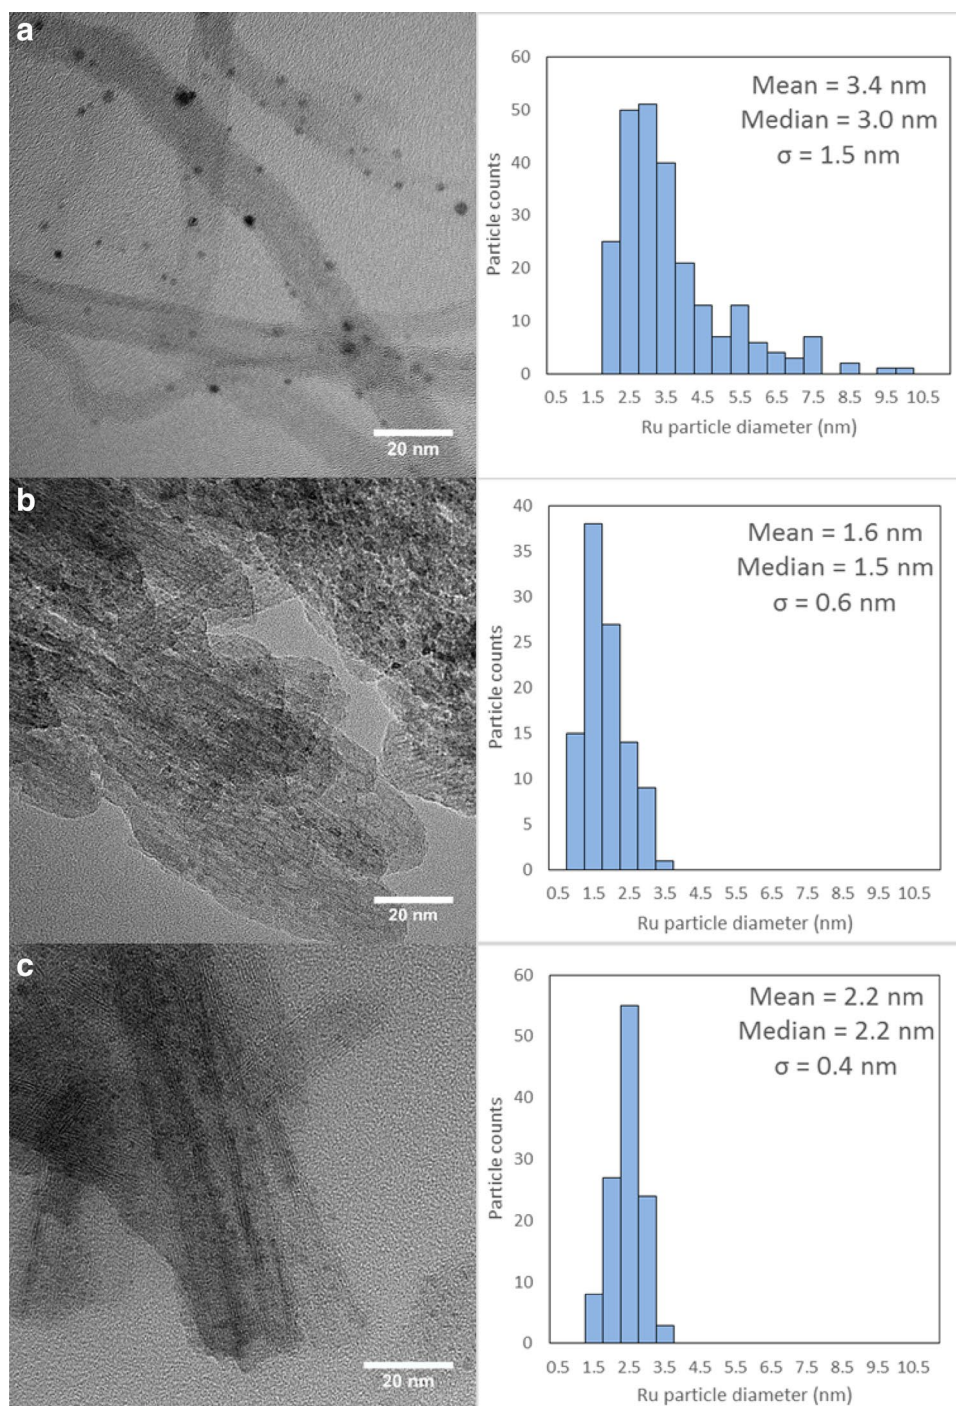 a
20 nm
60
50
40
30
20
10
0
Particle counts
Mean = 3.4 nm
Median = 3.0 nm
σ = 1.5 nm
0.5 1.5 2.5 3.5 4.5 5.5 6.5 7.5 8.5 9.5 10.5
Ru particle diameter (nm)
b
20 nm
40
35
30
25
20
15
10
5
0
Particle counts
Mean = 1.6 nm
Median = 1.5 nm
σ = 0.6 nm
0.5 1.5 2.5 3.5 4.5 5.5 6.5 7.5 8.5 9.5 10.5
Ru particle diameter (nm)
c
20 nm
60
50
40
30
20
10
0
Particle counts
Mean = 2.2 nm
Median = 2.2 nm
σ = 0.4 nm
0.5 1.5 2.5 3.5 4.5 5.5 6.5 7.5 8.5 9.5 10.5
Ru particle diameter (nm)